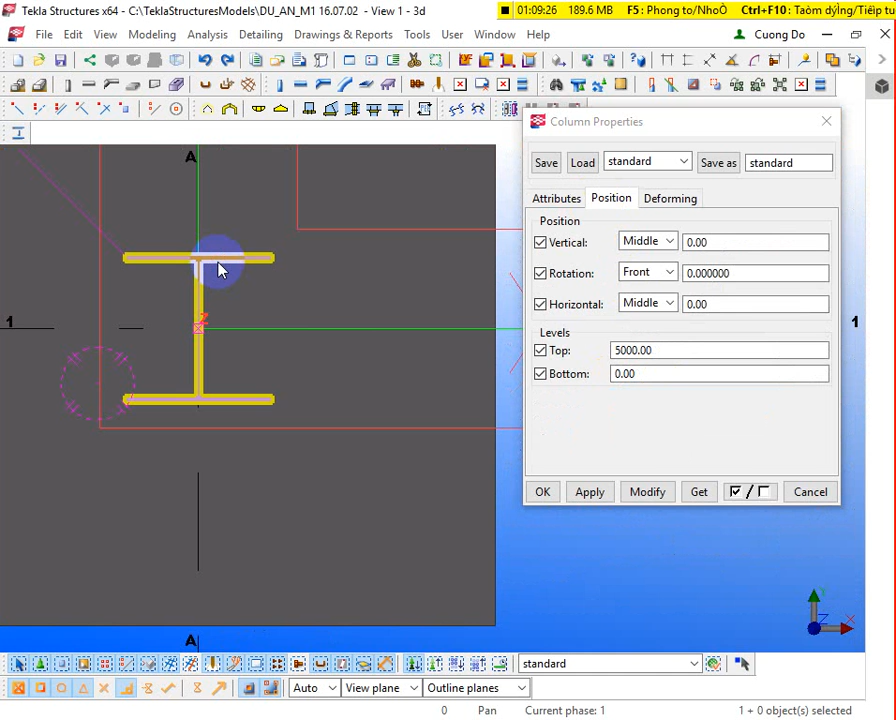 Tekla Structures x64 - C:\TeklaStructuresModels\DU_AN_M1 16.07.02 - View 1 - 3d
01:09:26 189.6 MB F5: Phong to/NhoÒ Ctrl+F10: Taòm dýÌng/Tiếp tu
File Edit View Modeling Analysis Detailing Drawings & Reports Tools User Window Help Cuong Do
Column Properties
Save Load standard Save as standard
Attributes Position Deforming
Position
Vertical: Middle 0.00
Rotation: Front 0.000000
Horizontal: Middle 0.00
Levels
Top: 5000.00
Bottom: 0.00
OK Apply Modify Get / Cancel
A
1 Z 1
A
Y
Z X
standard
Auto View plane Outline planes
0 Pan Current phase: 1 1 + 0 object(s) selected